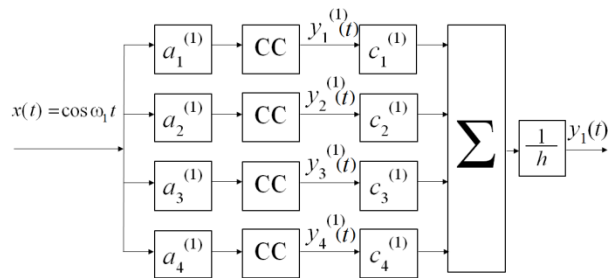 a₁⁽¹⁾ CC y₁⁽¹⁾(t) c₁⁽¹⁾
x(t) = cos ω₁t
a₂⁽¹⁾ CC y₂⁽¹⁾(t) c₂⁽¹⁾
Σ 1/h y₁(t)
a₃⁽¹⁾ CC y₃⁽¹⁾(t) c₃⁽¹⁾
a₄⁽¹⁾ CC y₄⁽¹⁾(t) c₄⁽¹⁾